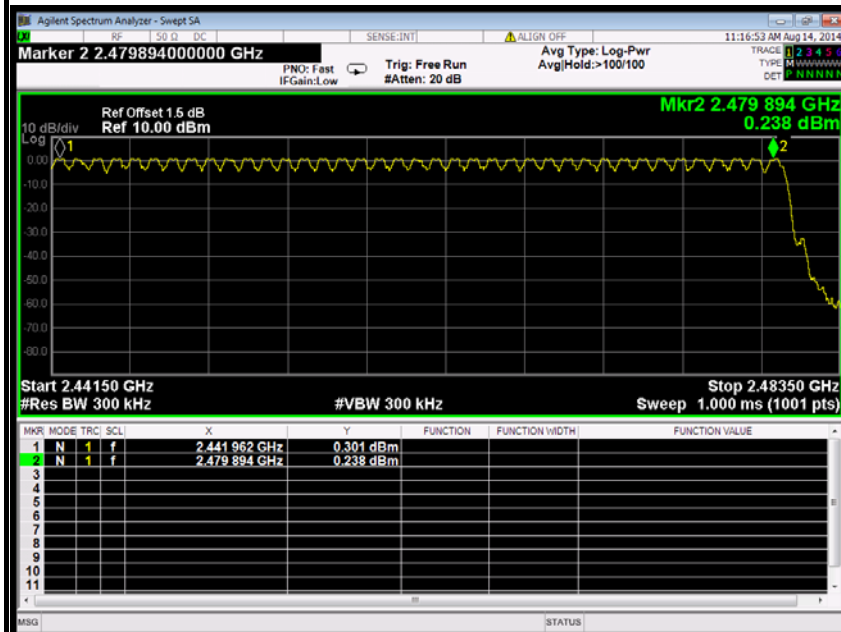 Agilent Spectrum Analyzer - Swept SA
LXI RF 50 Ω DC SENSE:INT ALIGN OFF 11:16:53 AM Aug 14, 2014
Marker 2 2.479894000000 GHz
PNO: Fast
IFGain:Low
Trig: Free Run
#Atten: 20 dB
Avg Type: Log-Pwr
Avg|Hold:>100/100
TRACE 1 2 3 4 5 6
TYPE M WWWWW
DET P N N N N N
Mkr2 2.479 894 GHz
0.238 dBm
Ref Offset 1.5 dB
10 dB/div Ref 10.00 dBm
Log
1
2
0.00
-10.0
-20.0
-30.0
-40.0
-50.0
-60.0
-70.0
-80.0
Start 2.44150 GHz Stop 2.48350 GHz
#Res BW 300 kHz #VBW 300 kHz Sweep 1.000 ms (1001 pts)
MKR MODE TRC SCL X Y FUNCTION FUNCTION WIDTH FUNCTION VALUE
1 N 1 f 2.441 962 GHz 0.301 dBm
2 N 1 f 2.479 894 GHz 0.238 dBm
3
4
5
6
7
8
9
10
11
MSG STATUS